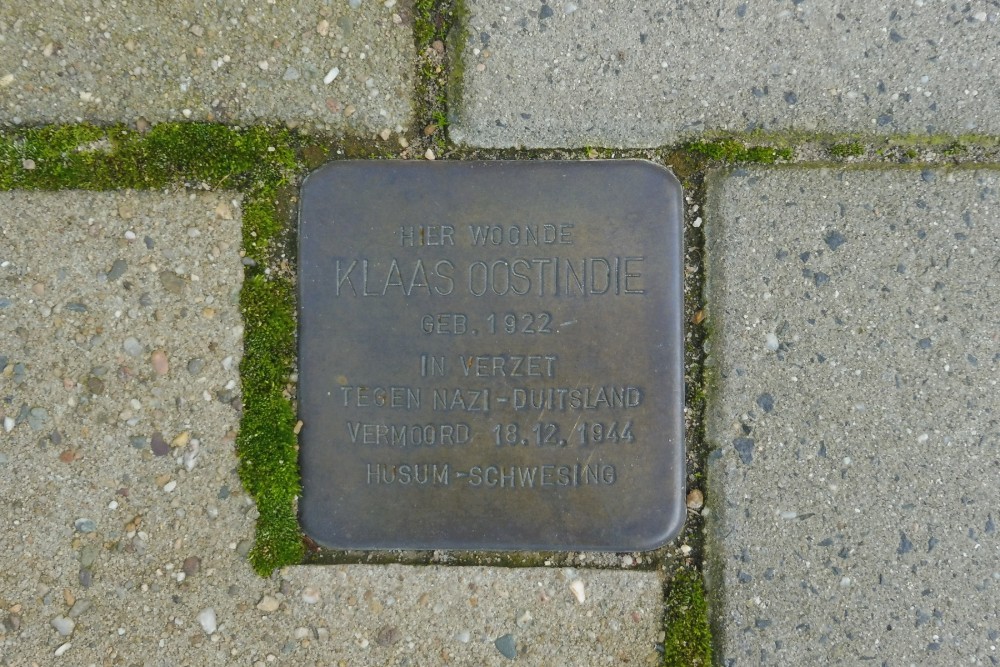 HIER WOONDE
KLAAS OOSTINDIE
GEB. 1922
IN VERZET
TEGEN NAZI-DUITSLAND
VERMOORD 18.12.1944
HUSUM-SCHWESING